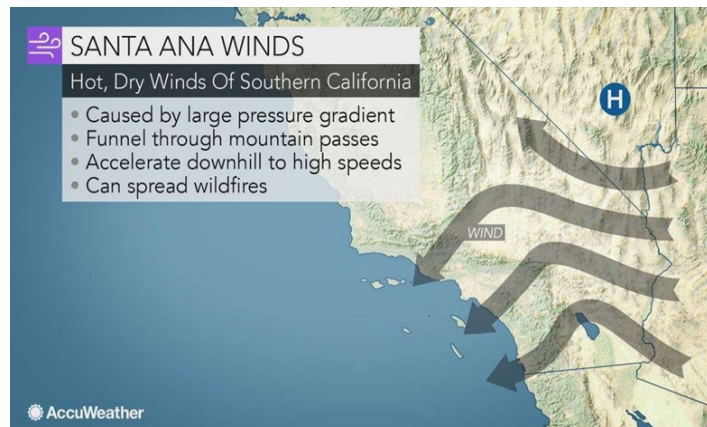 SANTA ANA WINDS
Hot, Dry Winds Of Southern California
• Caused by large pressure gradient
• Funnel through mountain passes
• Accelerate downhill to high speeds
• Can spread wildfires
H
WIND
AccuWeather